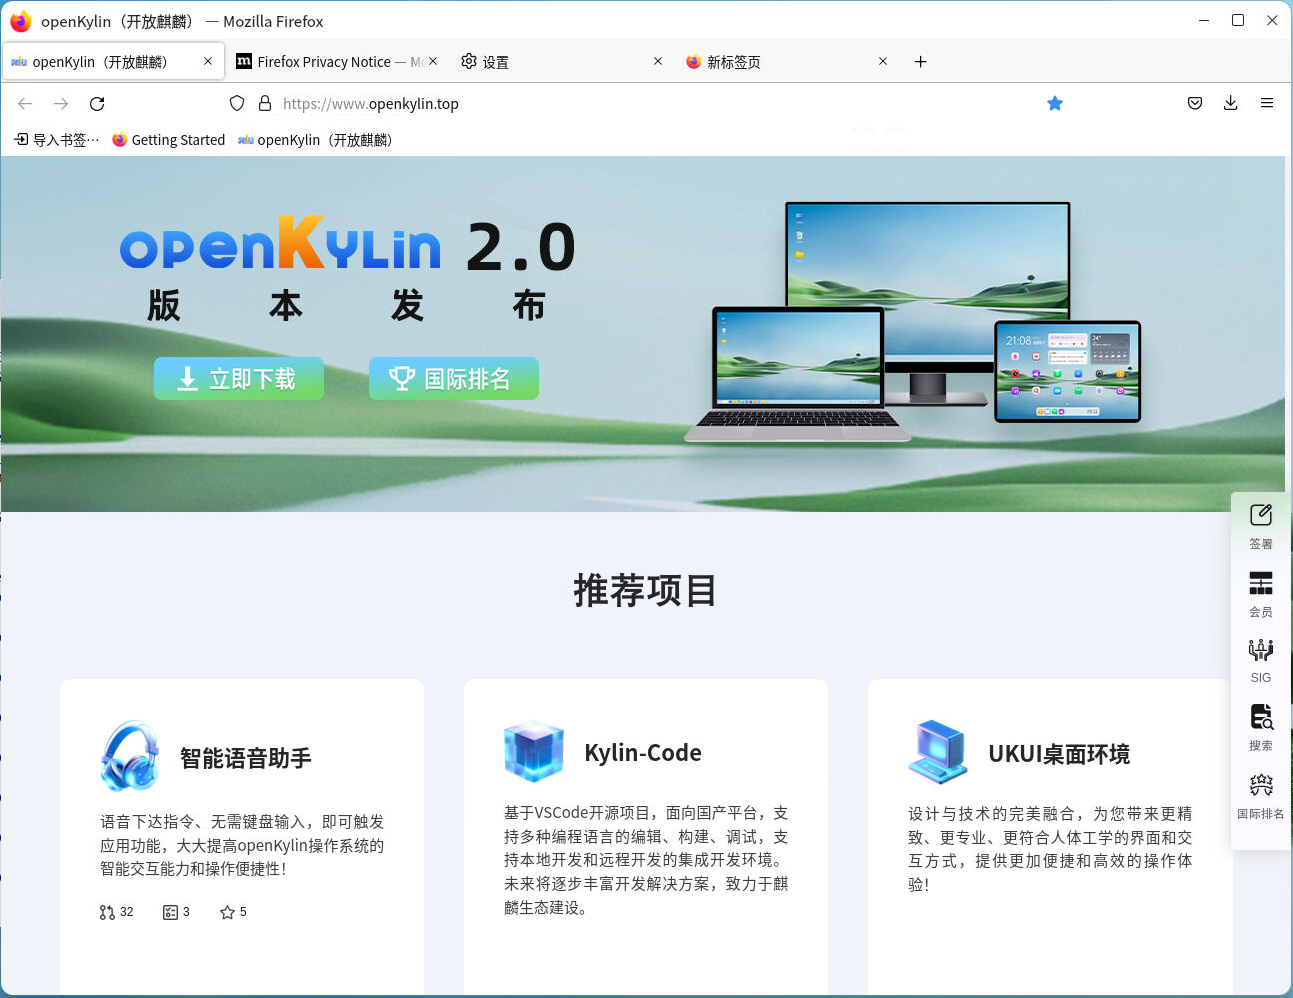 openKylin（开放麒麟） — Mozilla Firefox
openKylin（开放麒麟）
Firefox Privacy Notice — Mo
设置
新标签页
https://www.openkylin.top
导入书签…
Getting Started
openKylin（开放麒麟）
openKylin 2.0
版本发布
立即下载
国际排名
21:08
24°
签署
推荐项目
会员
SIG
搜索
国际排名
智能语音助手
语音下达指令、无需键盘输入，即可触发
应用功能，大大提高openKylin操作系统的
智能交互能力和操作便捷性！
32
3
5
Kylin-Code
基于VSCode开源项目，面向国产平台，支
持多种编程语言的编辑、构建、调试，支
持本地开发和远程开发的集成开发环境。
未来将逐步丰富开发解决方案，致力于麒
麟生态建设。
UKUI桌面环境
设计与技术的完美融合，为您带来更精
致、更专业、更符合人体工学的界面和交
互方式，提供更加便捷和高效的操作体
验！